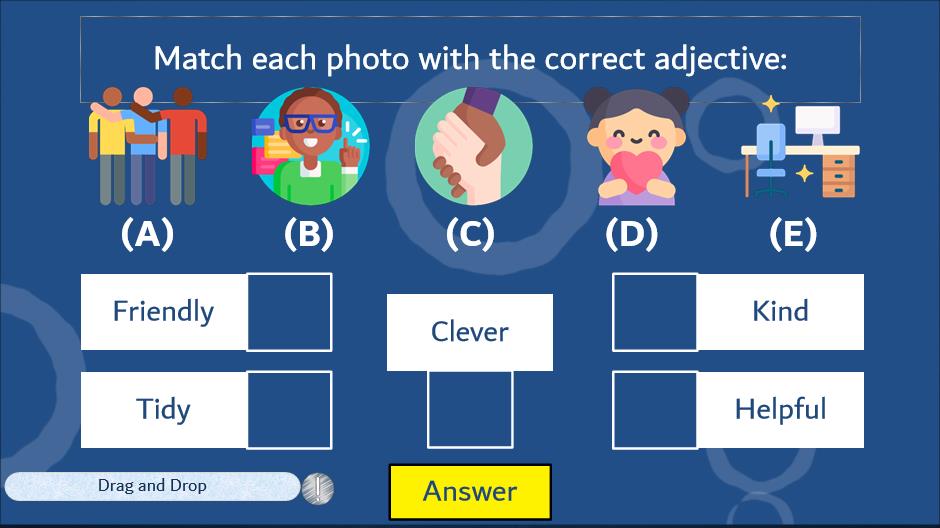 Match each photo with the correct adjective:
(A) (B) (C) (D) (E)
Friendly
Clever
Kind
Tidy
Helpful
Drag and Drop
!
Answer